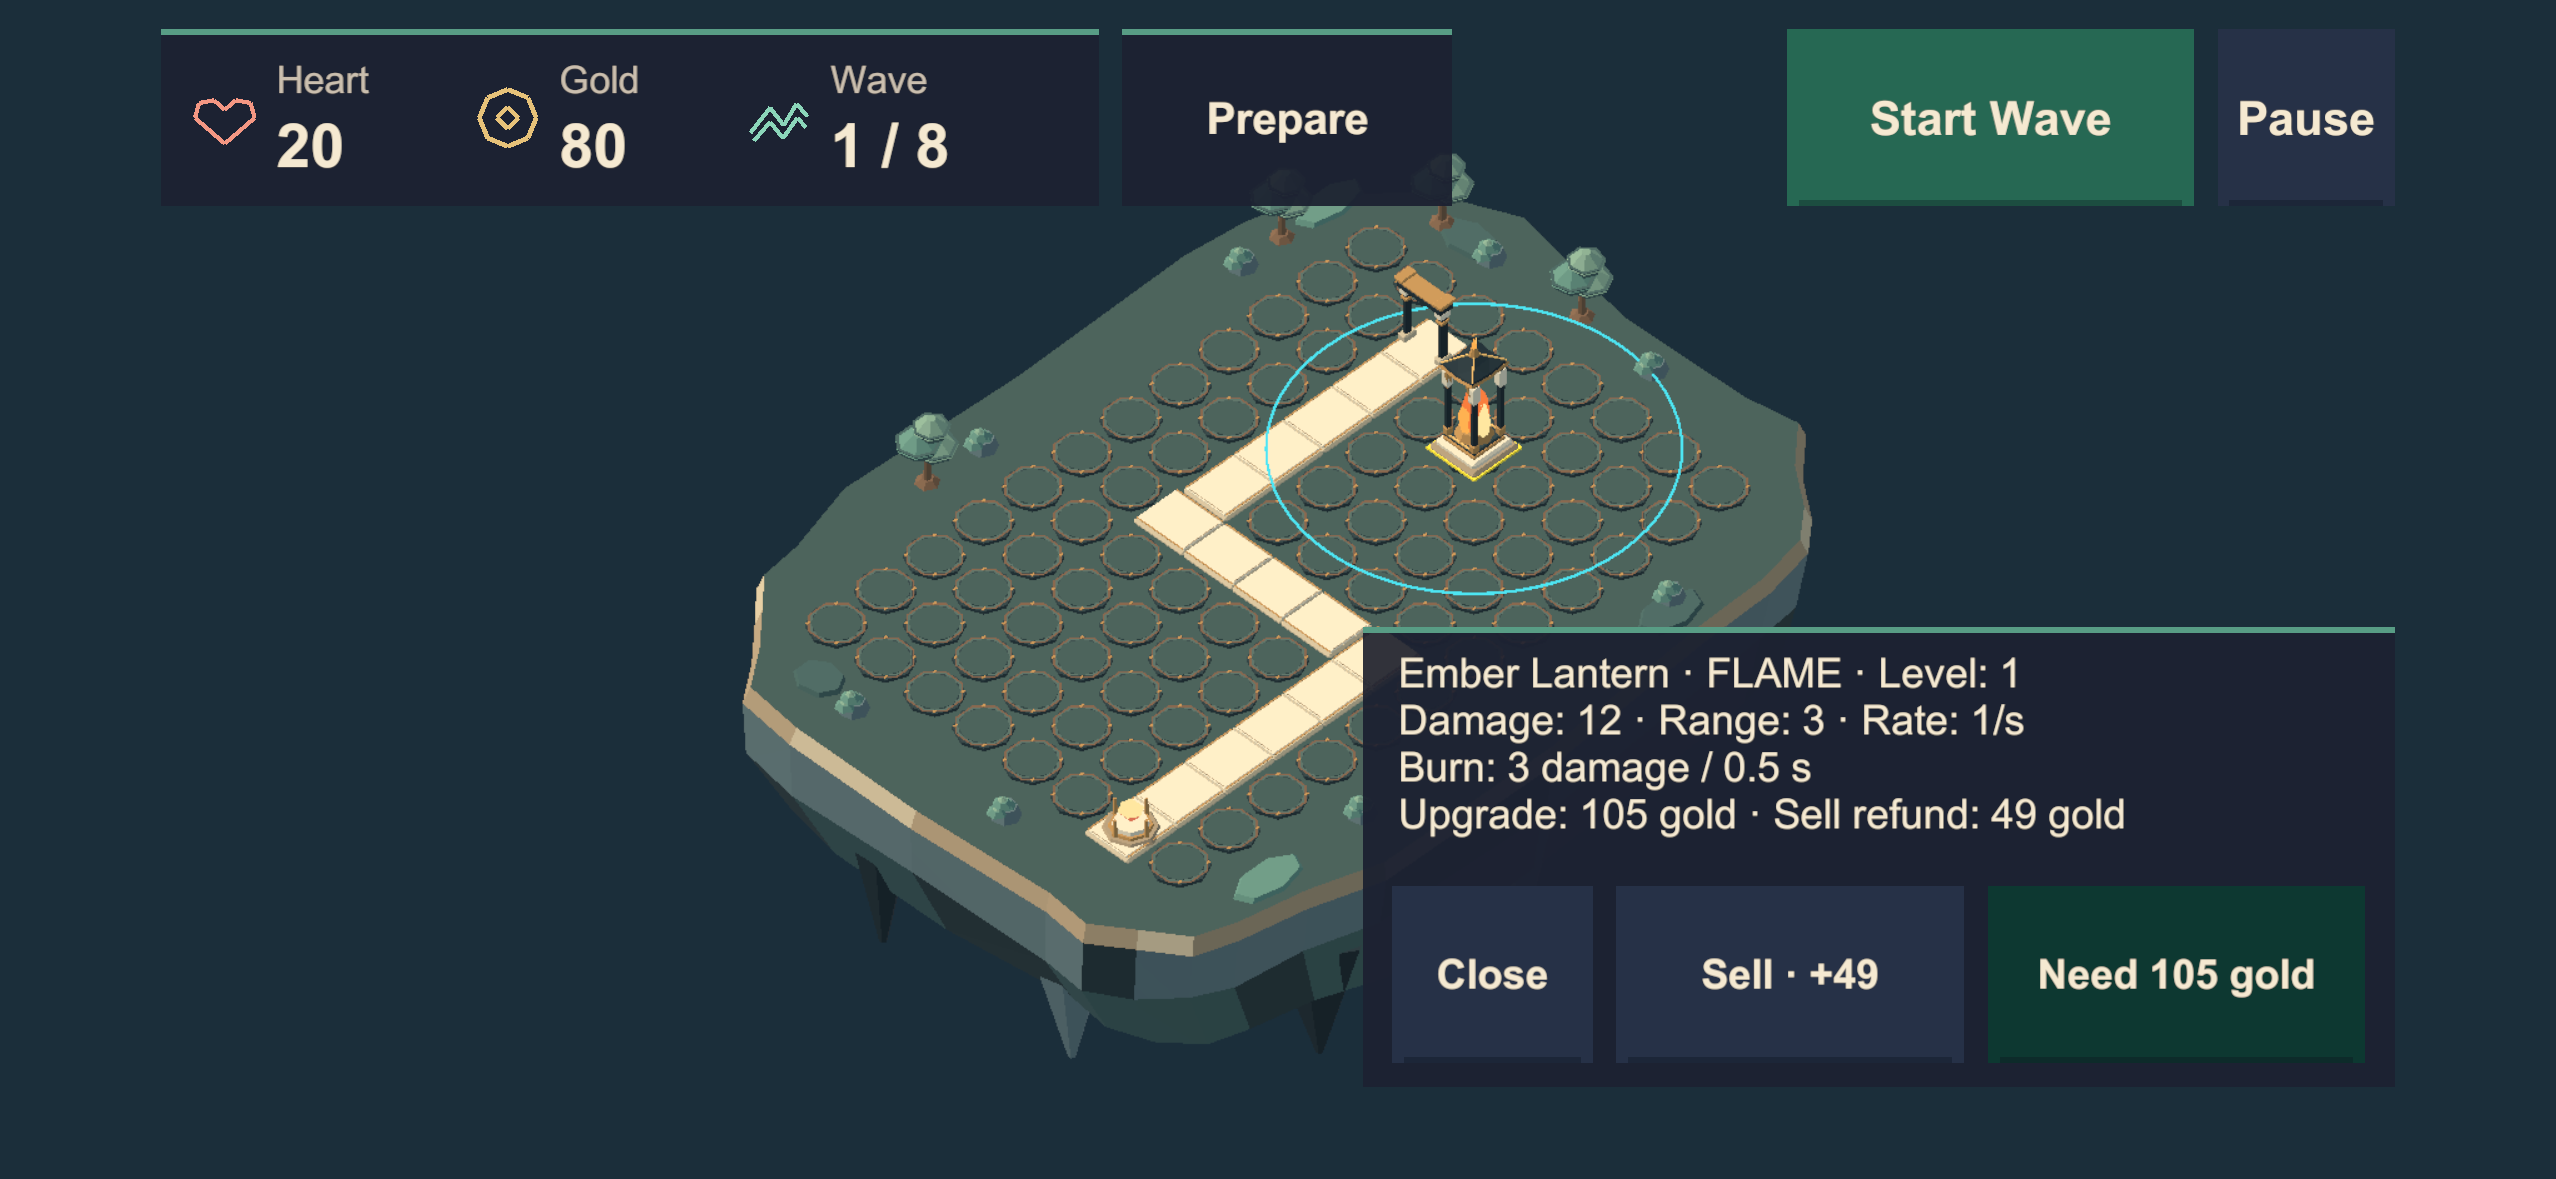 Heart
20
Gold
80
Wave
1 / 8
Prepare
Start Wave
Pause
Ember Lantern · FLAME · Level: 1
Damage: 12 · Range: 3 · Rate: 1/s
Burn: 3 damage / 0.5 s
Upgrade: 105 gold · Sell refund: 49 gold
Close
Sell · +49
Need 105 gold